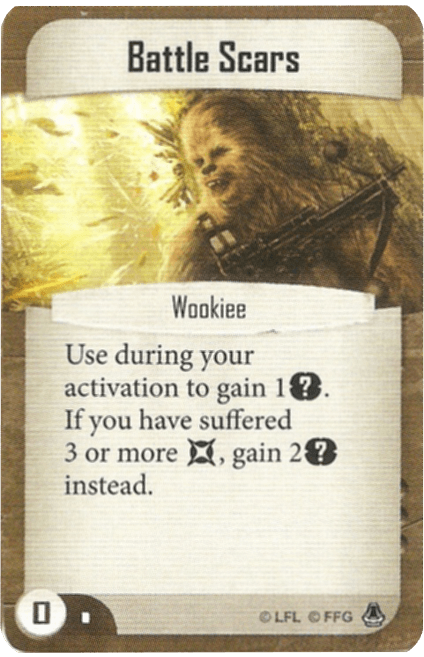 Battle Scars
Wookiee
Use during your
activation to gain 1 ?.
If you have suffered
3 or more , gain 2 ?
instead.
0
© LFL © FFG